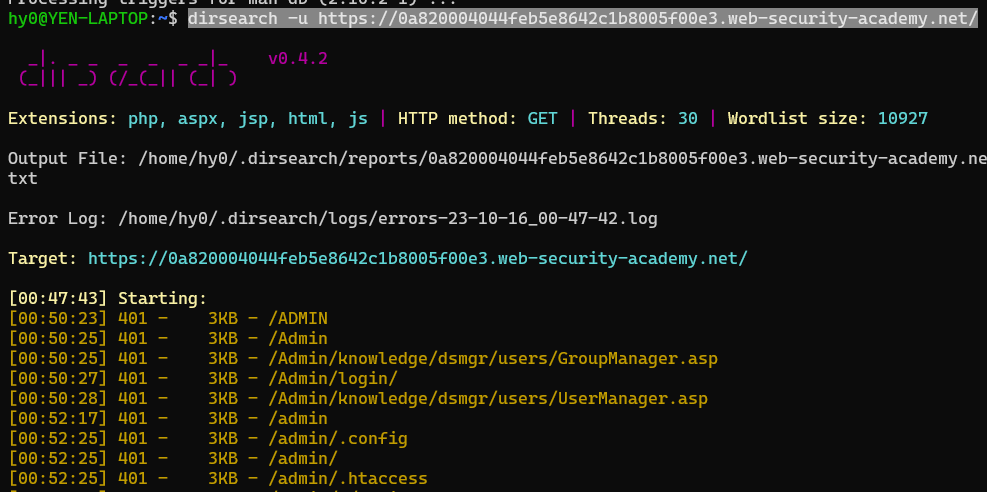 Processing triggers for man-db (2.10.2-1) ...
hy0@YEN-LAPTOP:~$ dirsearch -u https://0a820004044feb5e8642c1b8005f00e3.web-security-academy.net/
_|. _ _  _  _  _ _|_    v0.4.2
(_||| _) (/_(_|| (_| )
Extensions: php, aspx, jsp, html, js | HTTP method: GET | Threads: 30 | Wordlist size: 10927
Output File: /home/hy0/.dirsearch/reports/0a820004044feb5e8642c1b8005f00e3.web-security-academy.ne
txt
Error Log: /home/hy0/.dirsearch/logs/errors-23-10-16_00-47-42.log
Target: https://0a820004044feb5e8642c1b8005f00e3.web-security-academy.net/
[00:47:43] Starting:
[00:50:23] 401 -    3KB - /ADMIN
[00:50:25] 401 -    3KB - /Admin
[00:50:25] 401 -    3KB - /Admin/knowledge/dsmgr/users/GroupManager.asp
[00:50:27] 401 -    3KB - /Admin/login/
[00:50:28] 401 -    3KB - /Admin/knowledge/dsmgr/users/UserManager.asp
[00:52:17] 401 -    3KB - /admin
[00:52:25] 401 -    3KB - /admin/.config
[00:52:25] 401 -    3KB - /admin/
[00:52:25] 401 -    3KB - /admin/.htaccess